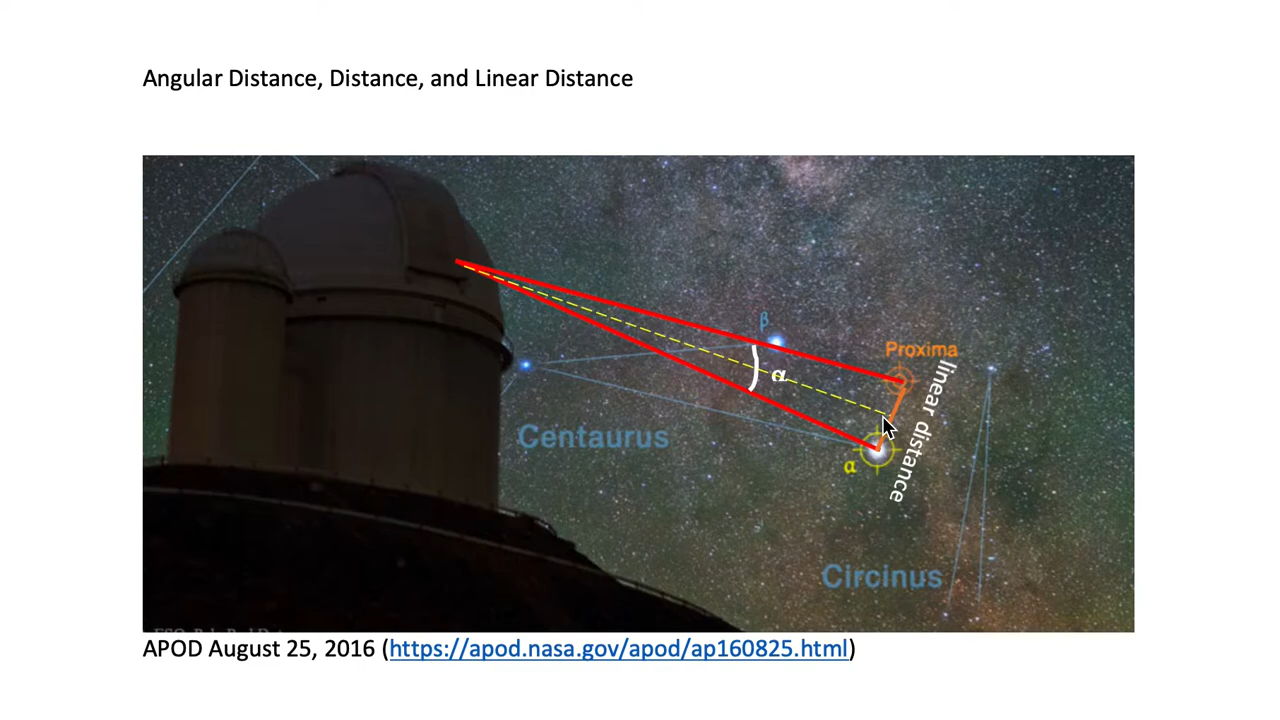 Angular Distance, Distance, and Linear Distance
β
Proxima
α
linear distance
Centaurus
α
Circinus
APOD August 25, 2016 (https://apod.nasa.gov/apod/ap160825.html)